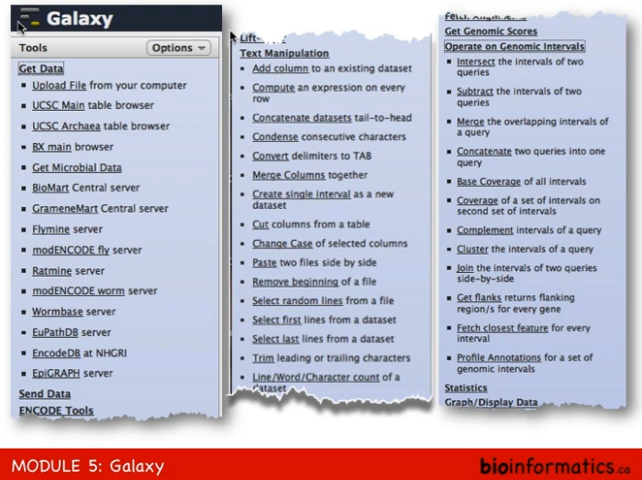 Galaxy
Tools
Options
Get Data
Upload File from your computer
UCSC Main table browser
UCSC Archaea table browser
BX main browser
Get Microbial Data
BioMart Central server
GrameneMart Central server
Flymine server
modENCODE fly server
Ratmine server
modENCODE worm server
Wormbase server
EuPathDB server
EncodeDB at NHGRI
EpiGRAPH server
Send Data
ENCODE Tools
Text Manipulation
Add column to an existing dataset
Compute an expression on every
row
Concatenate datasets tail-to-head
Condense consecutive characters
Convert delimiters to TAB
Merge Columns together
Create single interval as a new
dataset
Cut columns from a table
Change Case of selected columns
Paste two files side by side
Remove beginning of a file
Select random lines from a file
Select first lines from a dataset
Select last lines from a dataset
Trim leading or trailing characters
Line/Word/Character count of a
dataset
Get Genomic Scores
Operate on Genomic Intervals
Intersect the intervals of two
queries
Subtract the intervals of two
queries
Merge the overlapping intervals of
a query
Concatenate two queries into one
query
Base Coverage of all intervals
Coverage of a set of intervals on
second set of intervals
Complement intervals of a query
Cluster the intervals of a query
Join the intervals of two queries
side-by-side
Get flanks returns flanking
region/s for every gene
Fetch closest feature for every
interval
Profile Annotations for a set of
genomic intervals
Statistics
Graph/Display Data
MODULE 5: Galaxy
bioinformatics.ca